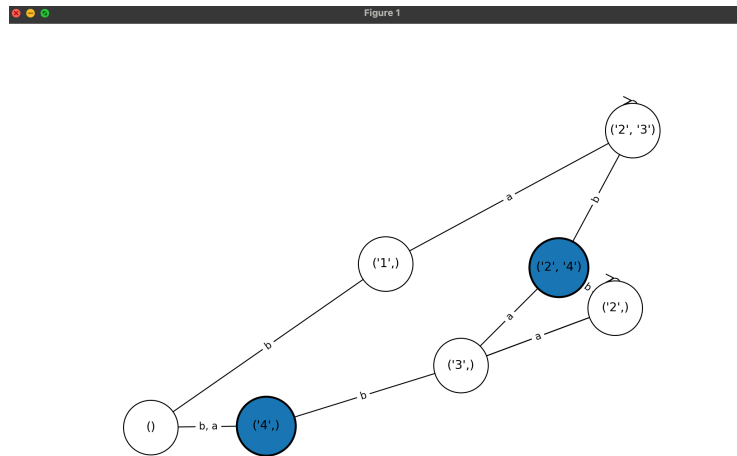 Figure 1
('2', '3')
a
b
('1',)
('2', '4')
b
('2',)
b
a
a
('3',)
b
()
b, a
('4',)